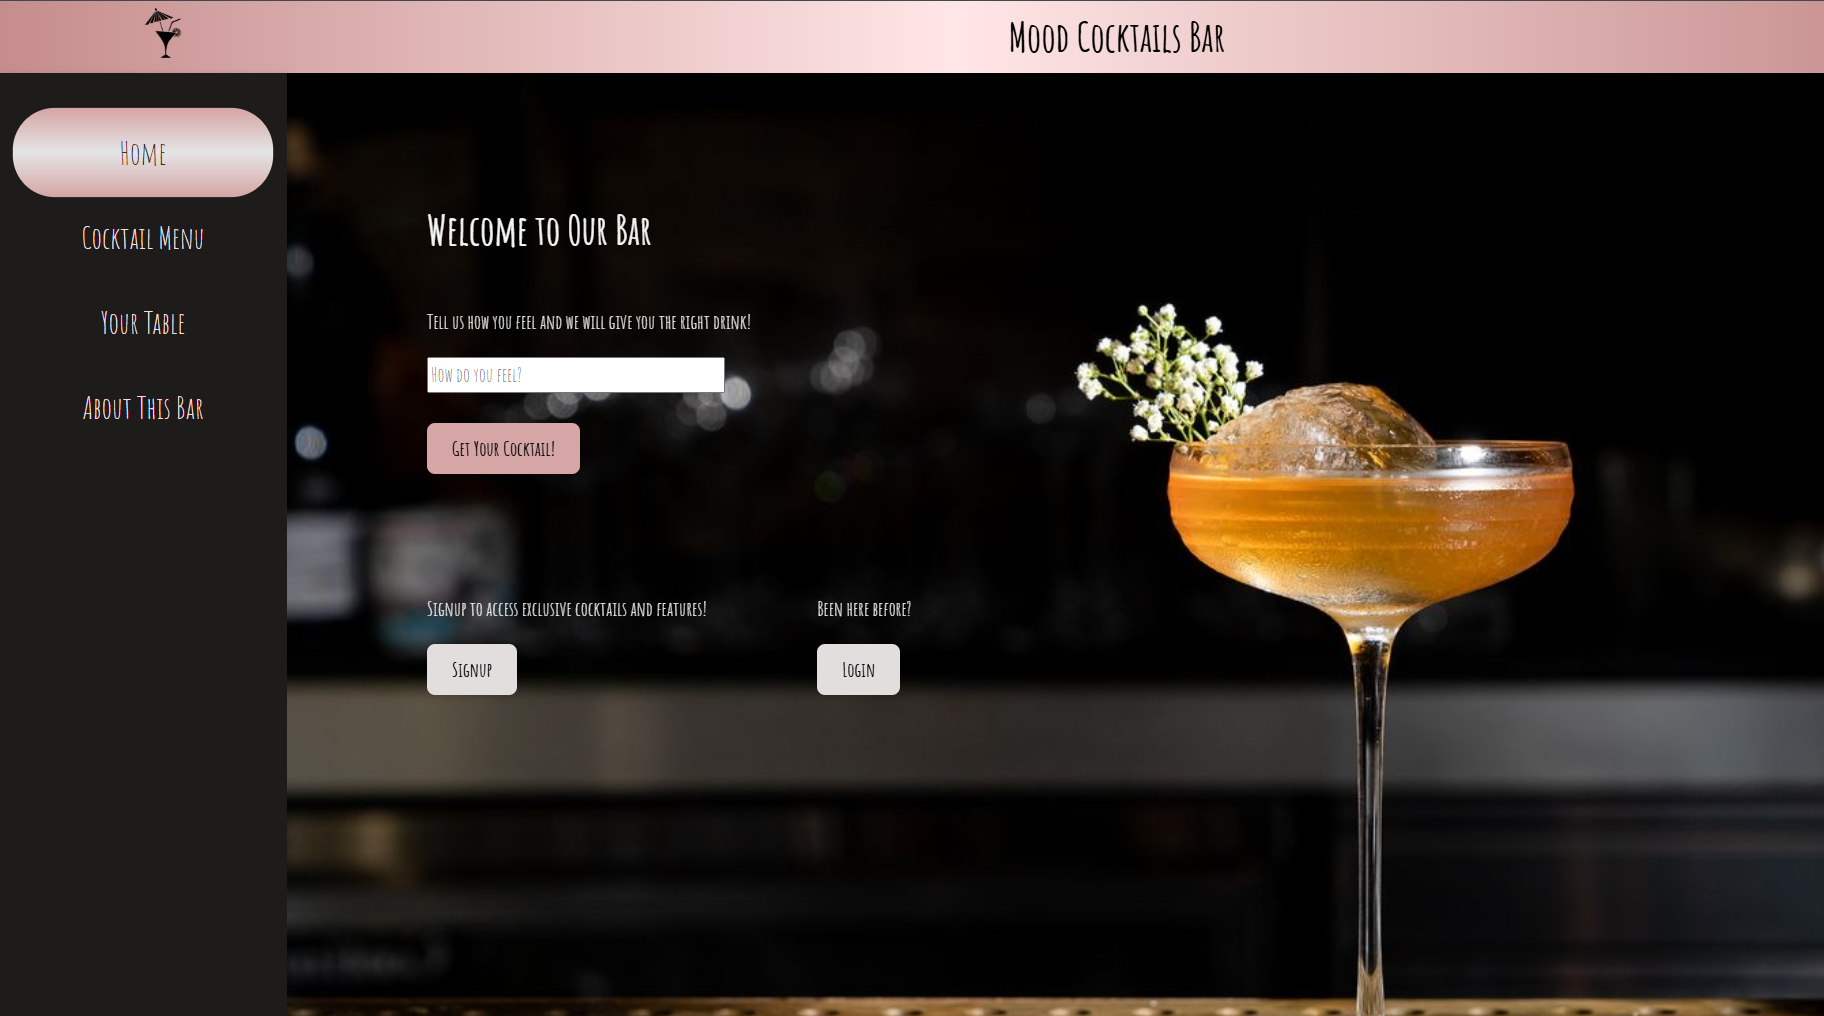 Mood Cocktails Bar
Home
Cocktail Menu
Your Table
About This Bar
Welcome to Our Bar
Tell us how you feel and we will give you the right drink!
How do you feel?
Get Your Cocktail!
Signup to access exclusive cocktails and features!
Been here before?
Signup
Login